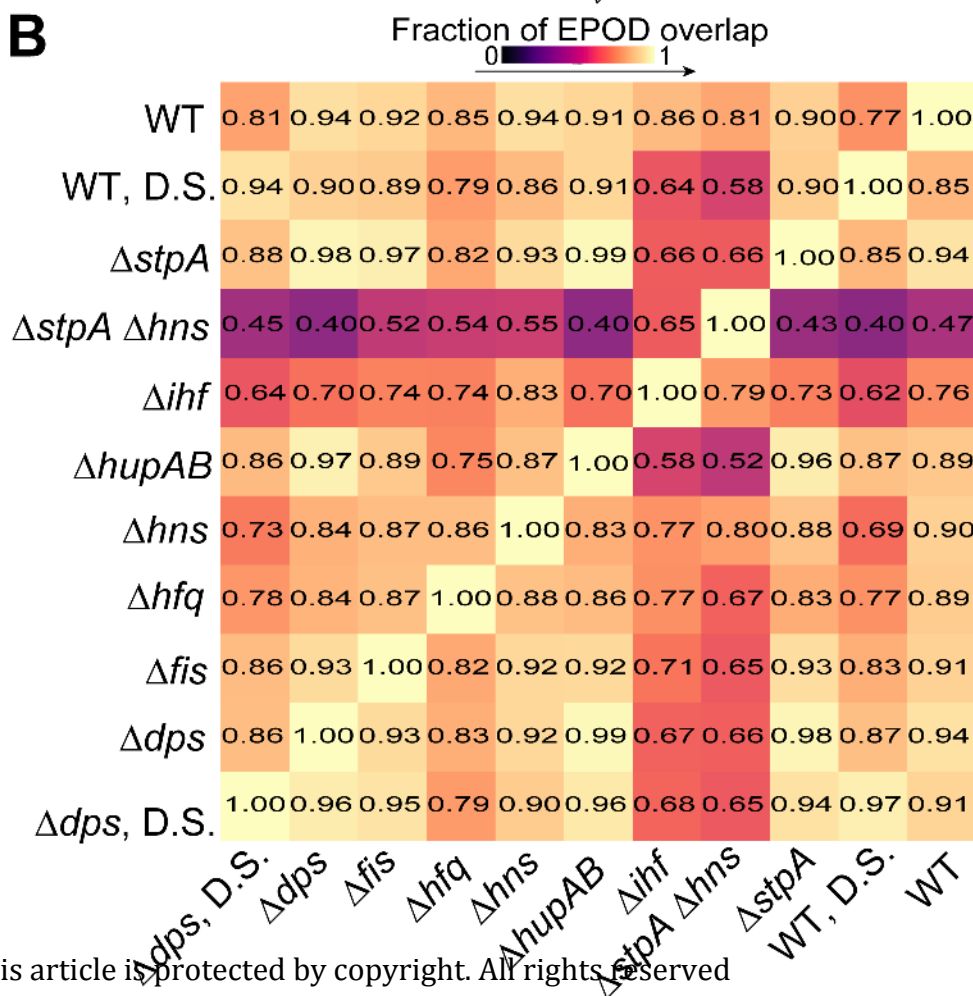 B
Fraction of EPOD overlap
0 1
WT 0.81 0.94 0.92 0.85 0.94 0.91 0.86 0.81 0.90 0.77 1.00
WT, D.S. 0.94 0.90 0.89 0.79 0.86 0.91 0.64 0.58 0.90 1.00 0.85
ΔstpA 0.88 0.98 0.97 0.82 0.93 0.99 0.66 0.66 1.00 0.85 0.94
ΔstpA Δhns 0.45 0.40 0.52 0.54 0.55 0.40 0.65 1.00 0.43 0.40 0.47
Δihf 0.64 0.70 0.74 0.74 0.83 0.70 1.00 0.79 0.73 0.62 0.76
ΔhupAB 0.86 0.97 0.89 0.75 0.87 1.00 0.58 0.52 0.96 0.87 0.89
Δhns 0.73 0.84 0.87 0.86 1.00 0.83 0.77 0.80 0.88 0.69 0.90
Δhfq 0.78 0.84 0.87 1.00 0.88 0.86 0.77 0.67 0.83 0.77 0.89
Δfis 0.86 0.93 1.00 0.82 0.92 0.92 0.71 0.65 0.93 0.83 0.91
Δdps 0.86 1.00 0.93 0.83 0.92 0.99 0.67 0.66 0.98 0.87 0.94
Δdps, D.S. 1.00 0.96 0.95 0.79 0.90 0.96 0.68 0.65 0.94 0.97 0.91
Δdps, D.S. Δdps Δfis Δhfq Δhns ΔhupAB Δihf ΔstpA Δhns ΔstpA WT, D.S. WT
is article is protected by copyright. All rights reserved